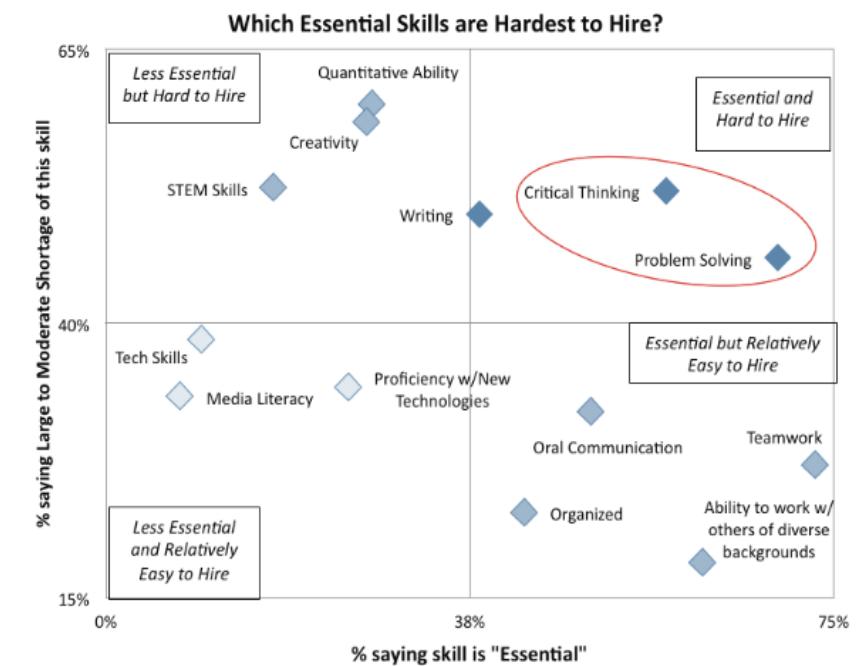 Which Essential Skills are Hardest to Hire?
65%
Less Essential
but Hard to Hire
Quantitative Ability
Essential and
Hard to Hire
Creativity
STEM Skills
Critical Thinking
Writing
Problem Solving
40%
Essential but Relatively
Easy to Hire
Tech Skills
Proficiency w/New
Technologies
Media Literacy
Teamwork
Oral Communication
Organized
Ability to work w/
others of diverse
backgrounds
Less Essential
and Relatively
Easy to Hire
15%
0%
38%
75%
% saying Large to Moderate Shortage of this skill
% saying skill is "Essential"